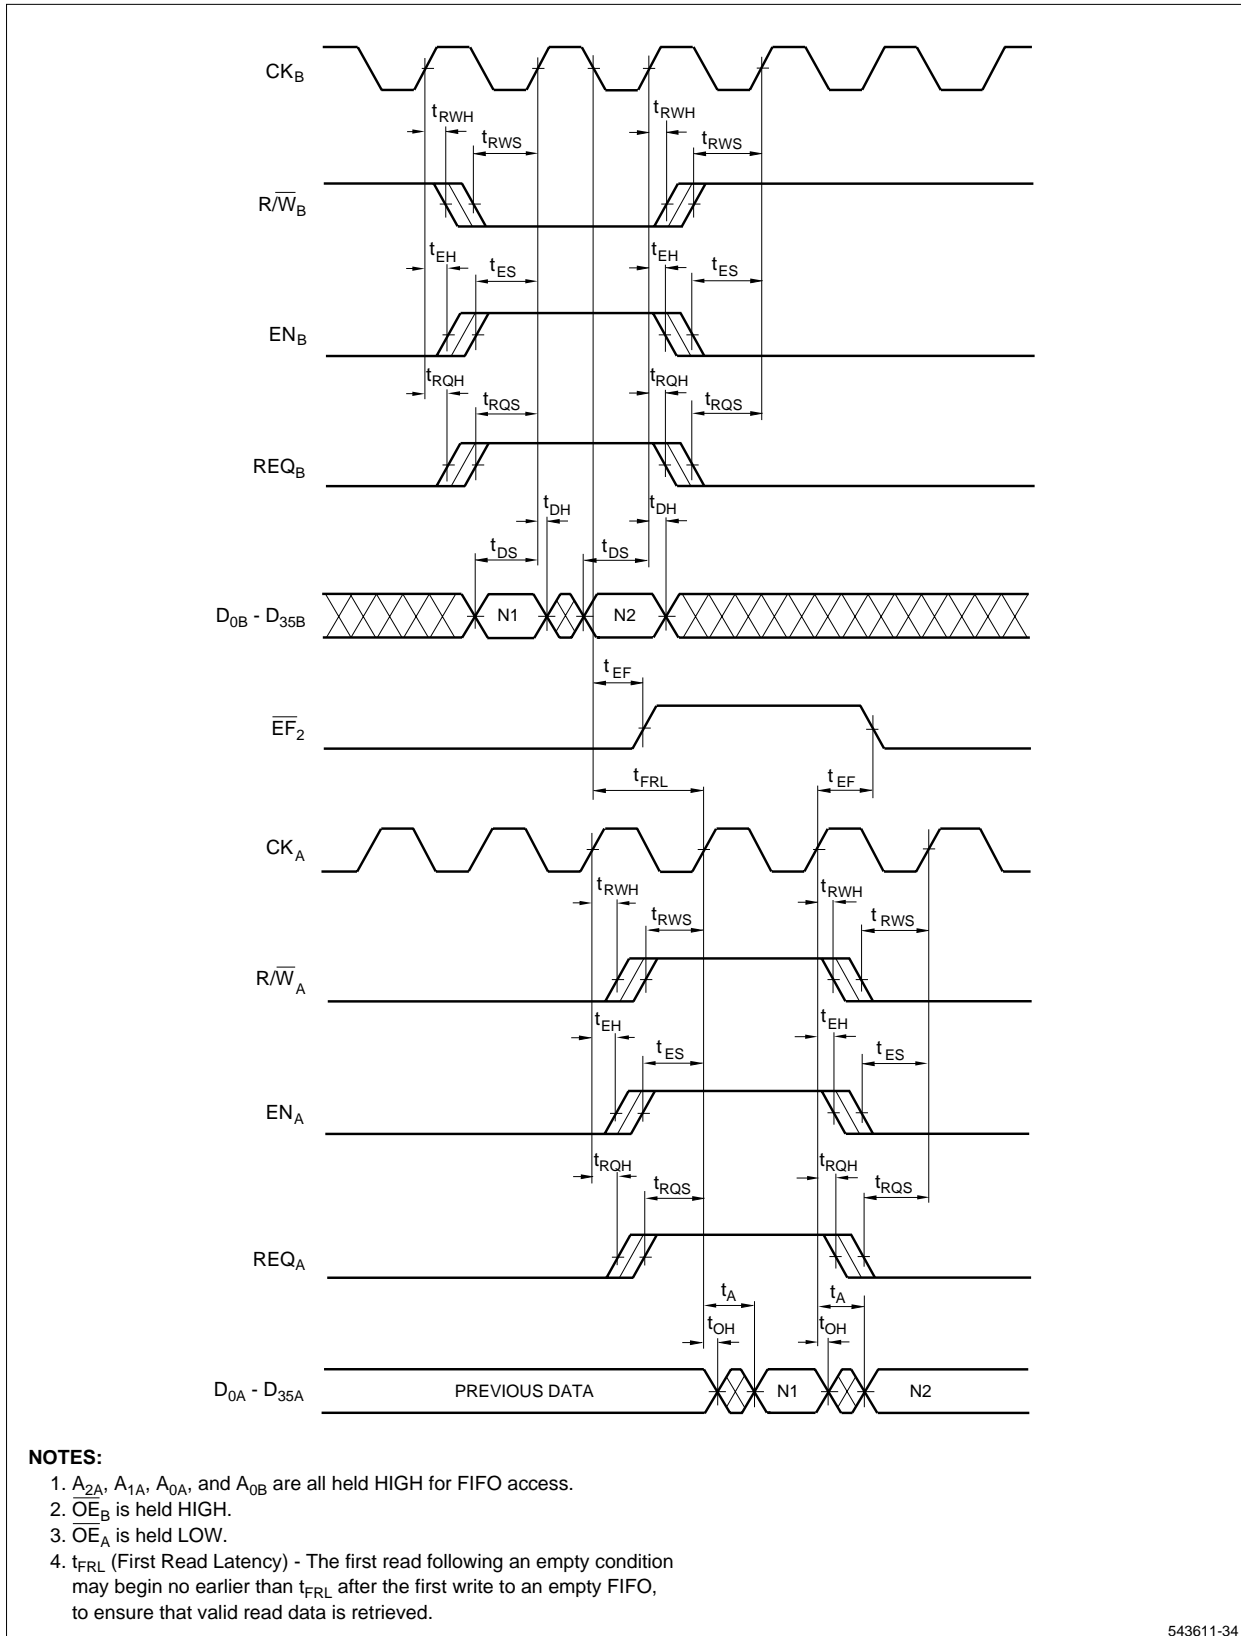 CKB
tRWH
tRWH
tRWS
tRWS
R/W̅B
tEH
tEH
tES
tES
ENB
tRQH
tRQH
tRQS
tRQS
REQB
tDH
tDH
tDS
tDS
D0B - D35B
N1
N2
tEF
E̅F̅2
tFRL
tEF
CKA
tRWH
tRWH
tRWS
tRWS
R/W̅A
tEH
tEH
tES
tES
ENA
tRQH
tRQH
tRQS
tRQS
REQA
tA
tA
tOH
tOH
D0A - D35A
PREVIOUS DATA
N1
N2
NOTES:
1. A2A, A1A, A0A, and A0B are all held HIGH for FIFO access.
2. O̅E̅B is held HIGH.
3. O̅E̅A is held LOW.
4. tFRL (First Read Latency) - The first read following an empty condition
may begin no earlier than tFRL after the first write to an empty FIFO,
to ensure that valid read data is retrieved.
543611-34